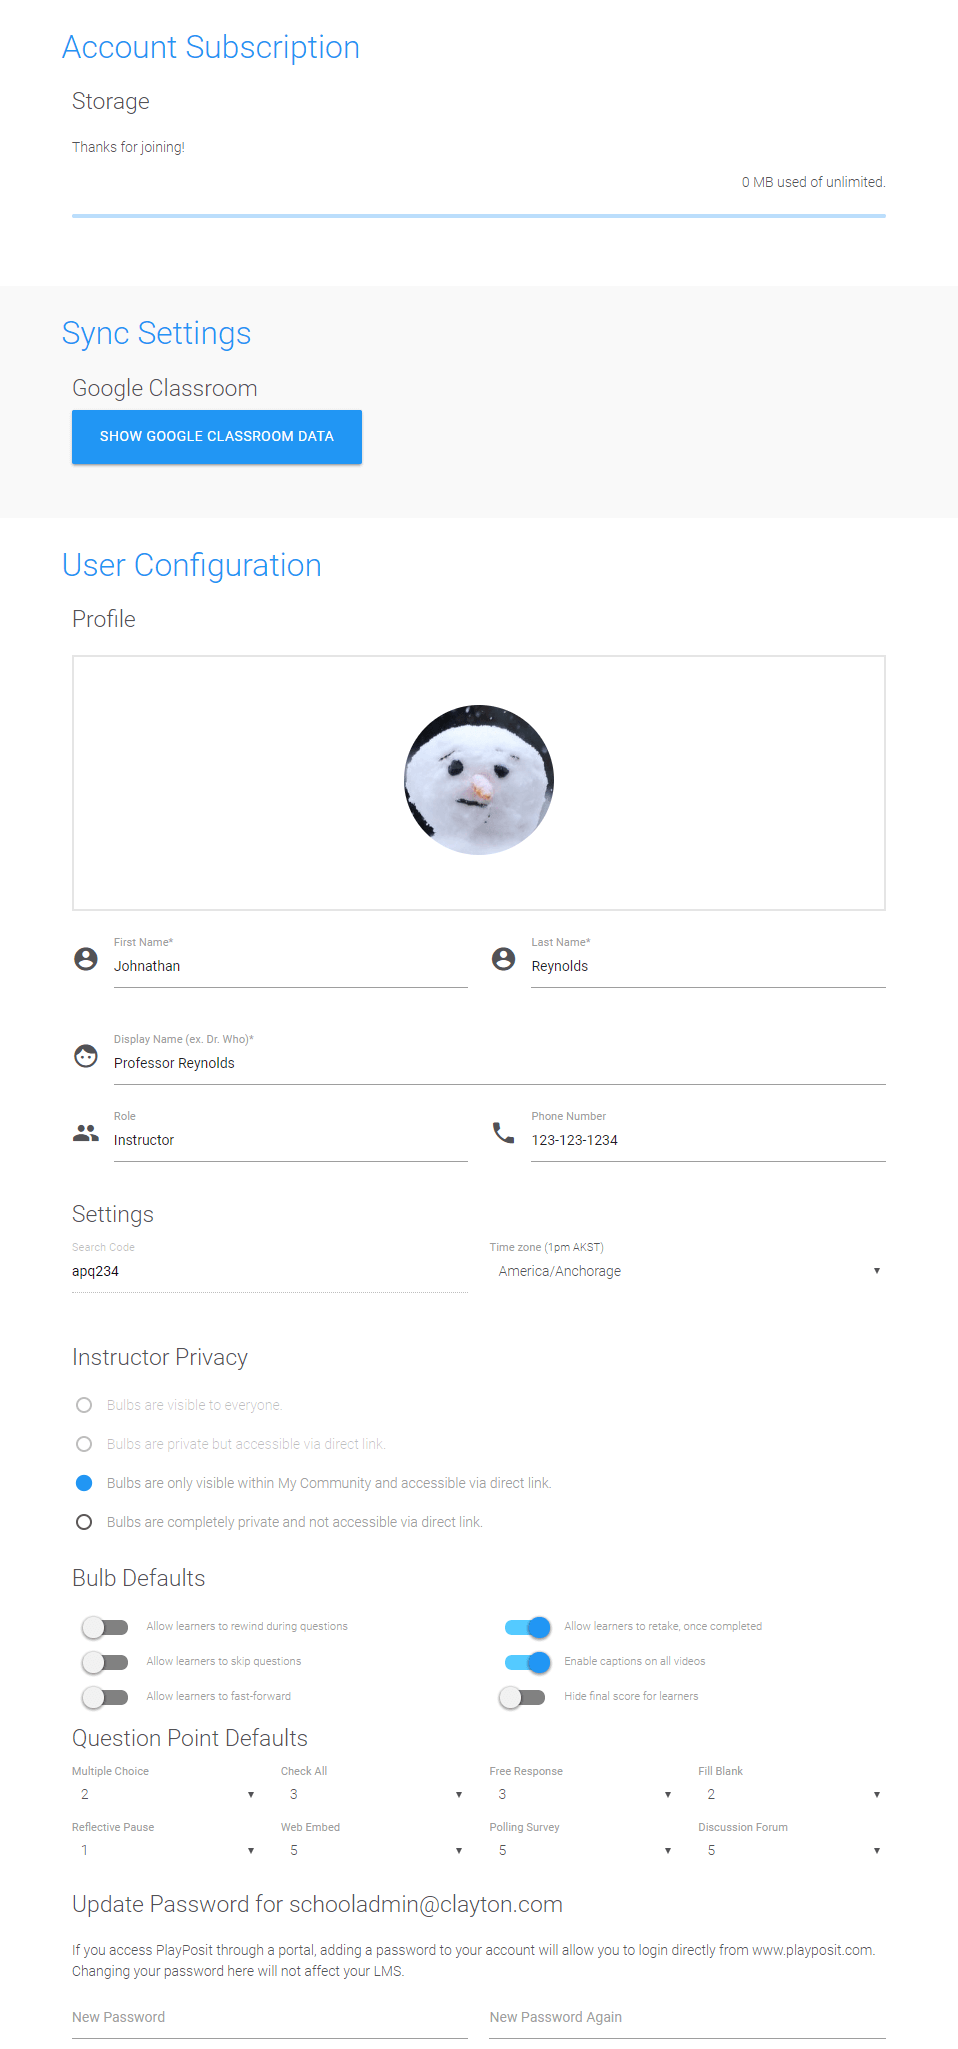 Account Subscription
Storage
Thanks for joining!
0 MB used of unlimited.
Sync Settings
Google Classroom
SHOW GOOGLE CLASSROOM DATA
User Configuration
Profile
First Name* Last Name*
Johnathan Reynolds
Display Name (ex. Dr. Who)*
Professor Reynolds
Role Phone Number
Instructor 123-123-1234
Settings
Search Code Time zone (1pm AKST)
apq234 America/Anchorage
Instructor Privacy
Bulbs are visible to everyone.
Bulbs are private but accessible via direct link.
Bulbs are only visible within My Community and accessible via direct link.
Bulbs are completely private and not accessible via direct link.
Bulb Defaults
Allow learners to rewind during questions Allow learners to retake, once completed
Allow learners to skip questions Enable captions on all videos
Allow learners to fast-forward Hide final score for learners
Question Point Defaults
Multiple Choice Check All Free Response Fill Blank
2 3 3 2
Reflective Pause Web Embed Polling Survey Discussion Forum
1 5 5 5
Update Password for schooladmin@clayton.com
If you access PlayPosit through a portal, adding a password to your account will allow you to login directly from www.playposit.com.
Changing your password here will not affect your LMS.
New Password New Password Again